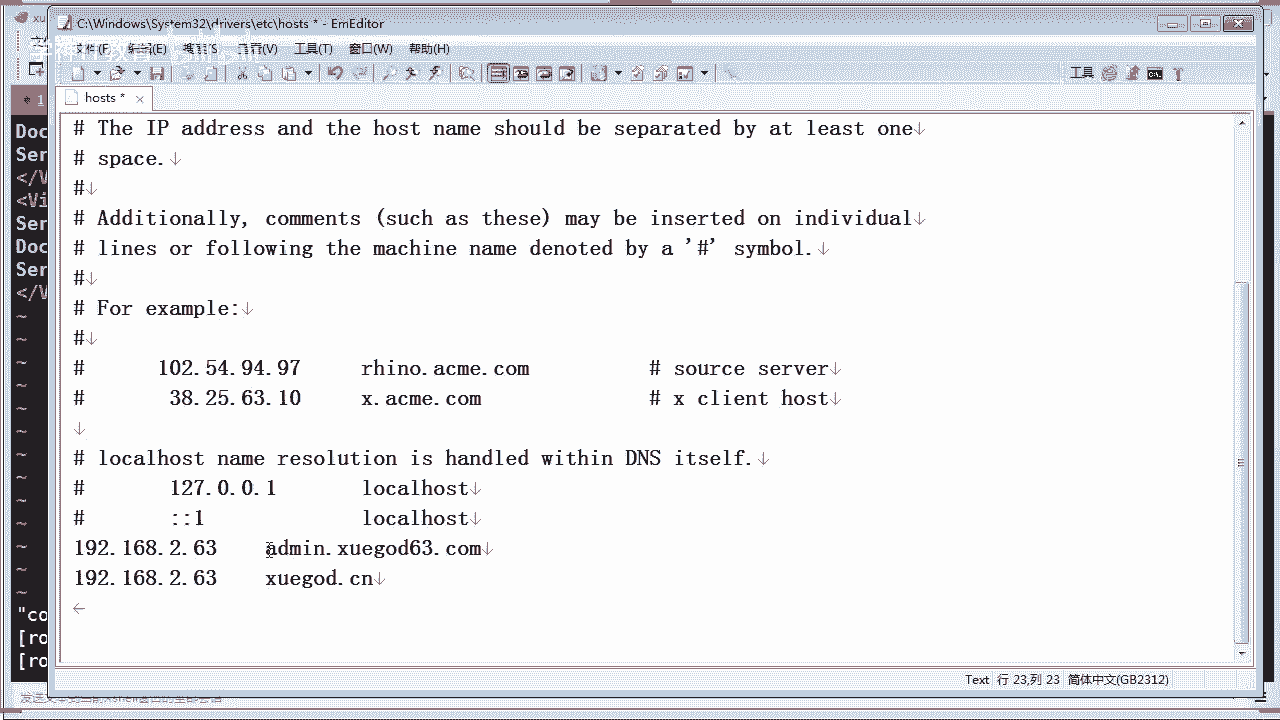 C:\Windows\System32\drivers\etc\hosts * - EmEditor
工具(T) 窗口(W) 帮助(H)
工具
hosts *
# The IP address and the host name should be separated by at least one↓
# space.↓
#↓
# Additionally, comments (such as these) may be inserted on individual↓
# lines or following the machine name denoted by a '#' symbol.↓
#↓
# For example:↓
#↓
# 102.54.94.97 rhino.acme.com # source server↓
# 38.25.63.10 x.acme.com # x client host↓
↓
# localhost name resolution is handled within DNS itself.↓
# 127.0.0.1 localhost↓
# ::1 localhost↓
192.168.2.63 admin.xuegod63.com↓
192.168.2.63 xuegod.cn↓
←
Doc
Ser
</V
<Vi
Ser
Doc
Ser
</V
~
~
~
~
~
~
~
~
~
~
~
~
~
"co
[ro
[ro
Text 行 23,列 23 简体中文(GB2312)